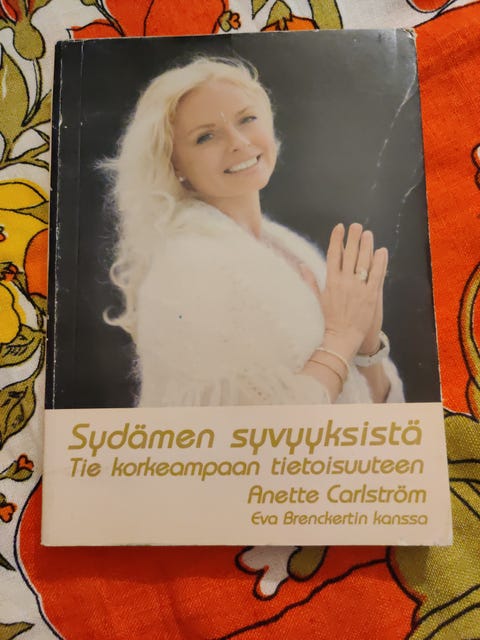 Sydämen syvyyksistä
Tie korkeampaan tietoisuuteen
Anette Carlström
Eva Brenckertin kanssa